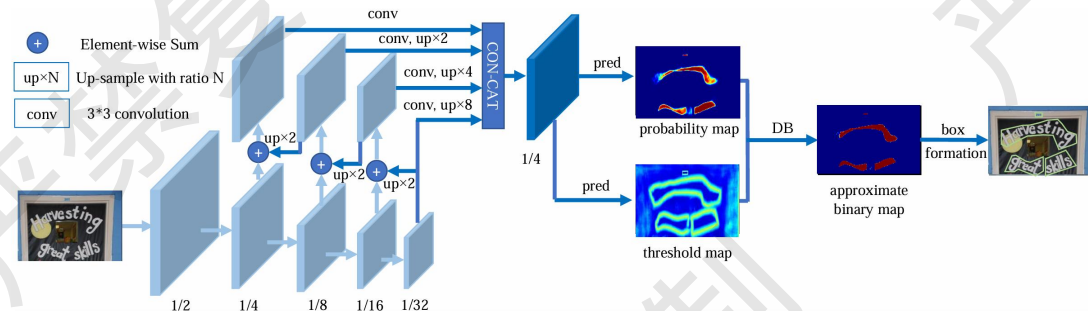 conv
conv, up×2
conv, up×4
conv, up×8
CON-CAT
+ Element-wise Sum
up×N Up-sample with ratio N
conv 3*3 convolution
up×2
up×2
up×2
+
+
+
1/2
1/4
1/8
1/16
1/32
1/4
pred
pred
probability map
threshold map
DB
approximate
binary map
box
formation
Harvesting
great skills
Harvesting
great skills